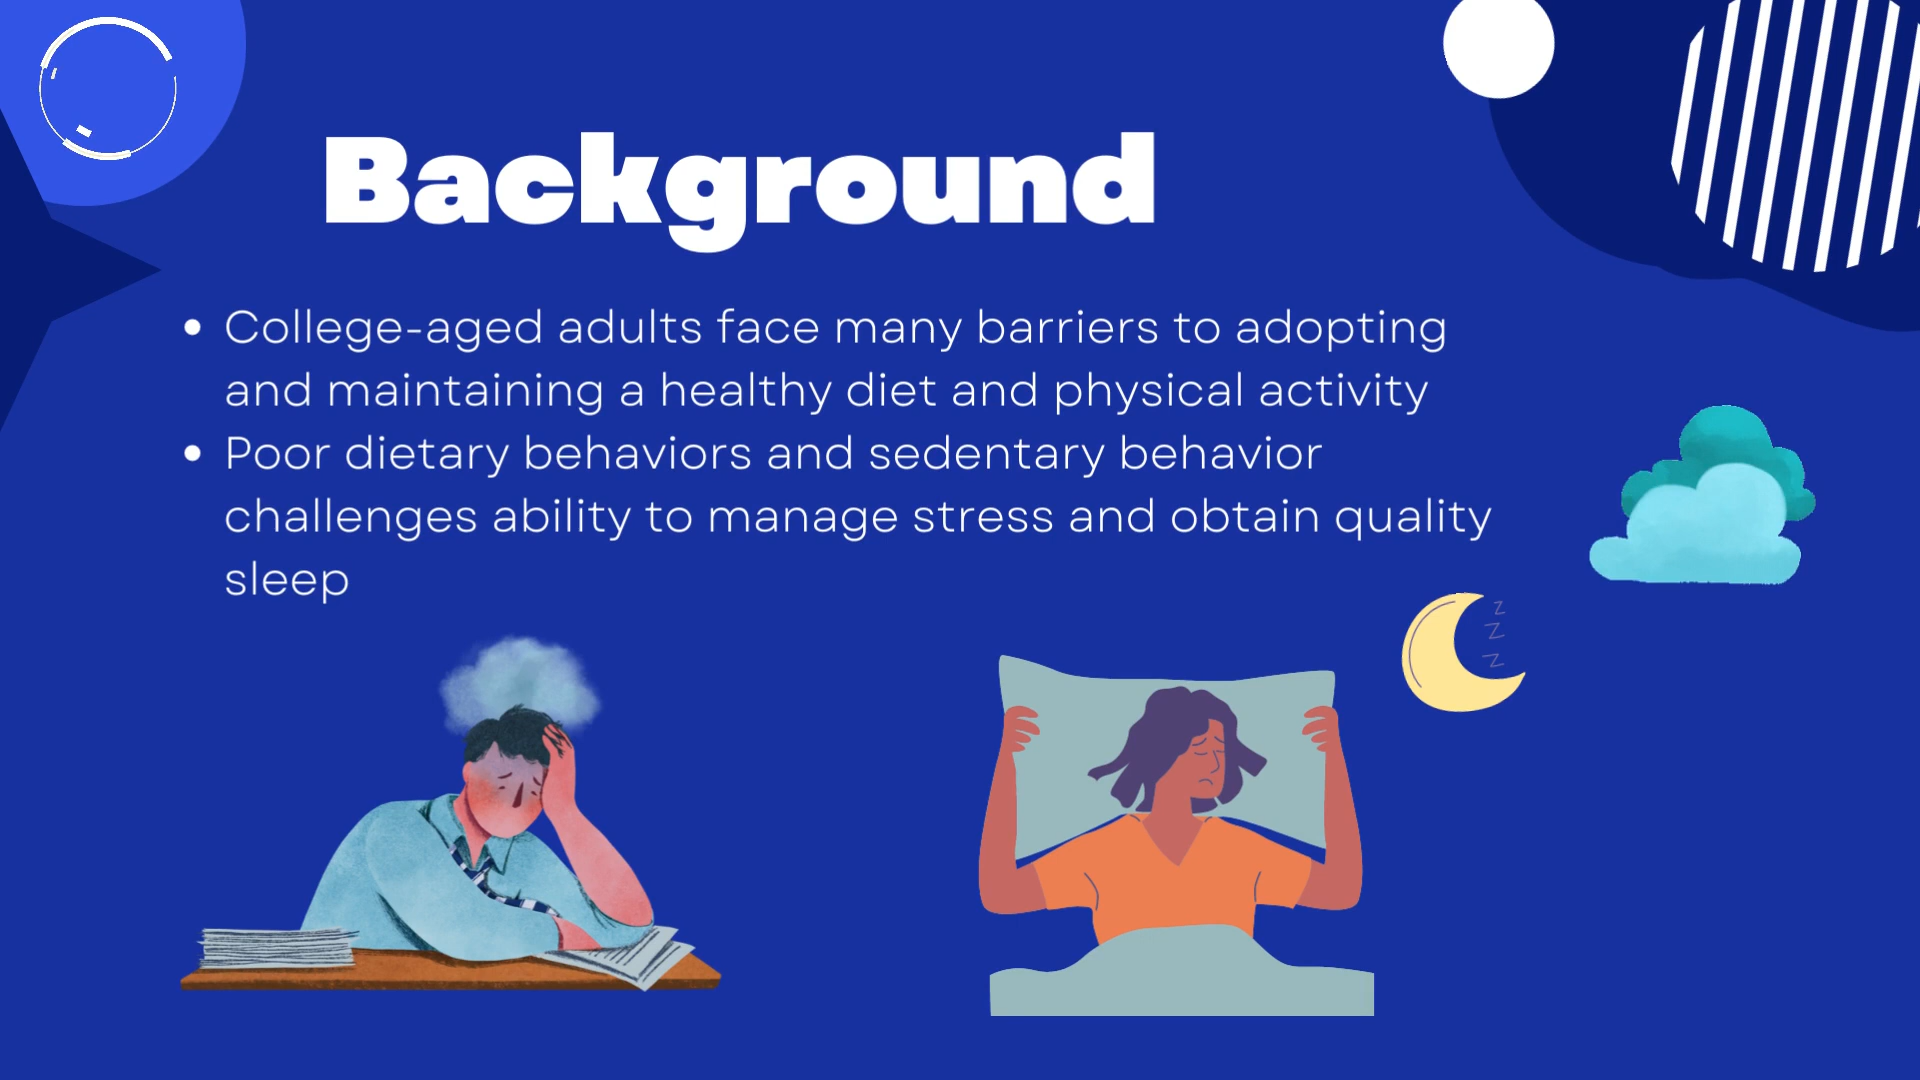 Background
• College-aged adults face many barriers to adopting
and maintaining a healthy diet and physical activity
• Poor dietary behaviors and sedentary behavior
challenges ability to manage stress and obtain quality
sleep
z
z
z